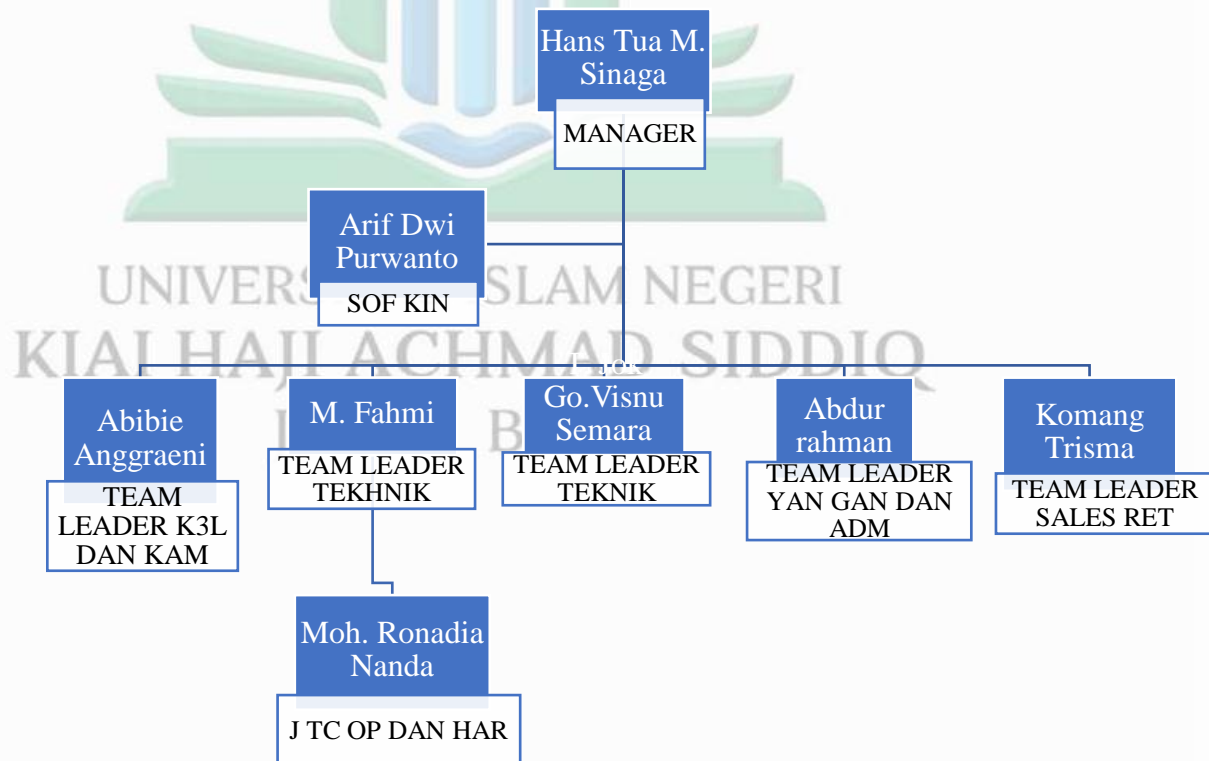 Hans Tua M.
Sinaga
MANAGER
Arif Dwi
Purwanto
SOF KIN
UNIVERS SLAM NEGERI
KIAI HAJI ACHMAD SIDDIQ
Abibie
Anggraeni
TEAM
LEADER K3L
DAN KAM
M. Fahmi
TEAM LEADER
TEKHNIK
Go.Visnu
Semara
TEAM LEADER
TEKNIK
Abdur
rahman
TEAM LEADER
YAN GAN DAN
ADM
Komang
Trisma
TEAM LEADER
SALES RET
Moh. Ronadia
Nanda
J TC OP DAN HAR